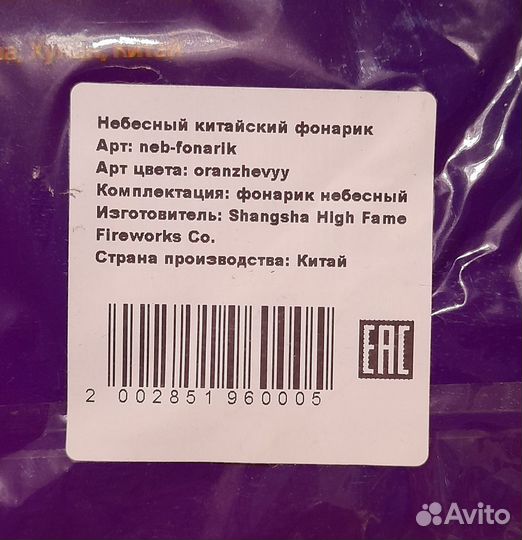 Китай
Небесный китайский фонарик
Арт: neb-fonarik
Арт цвета: oranzhevyy
Комплектация: фонарик небесный
Изготовитель: Shangsha High Fame
Fireworks Co.
Страна производства: Китай
EAC
2 002851 960005
Avito